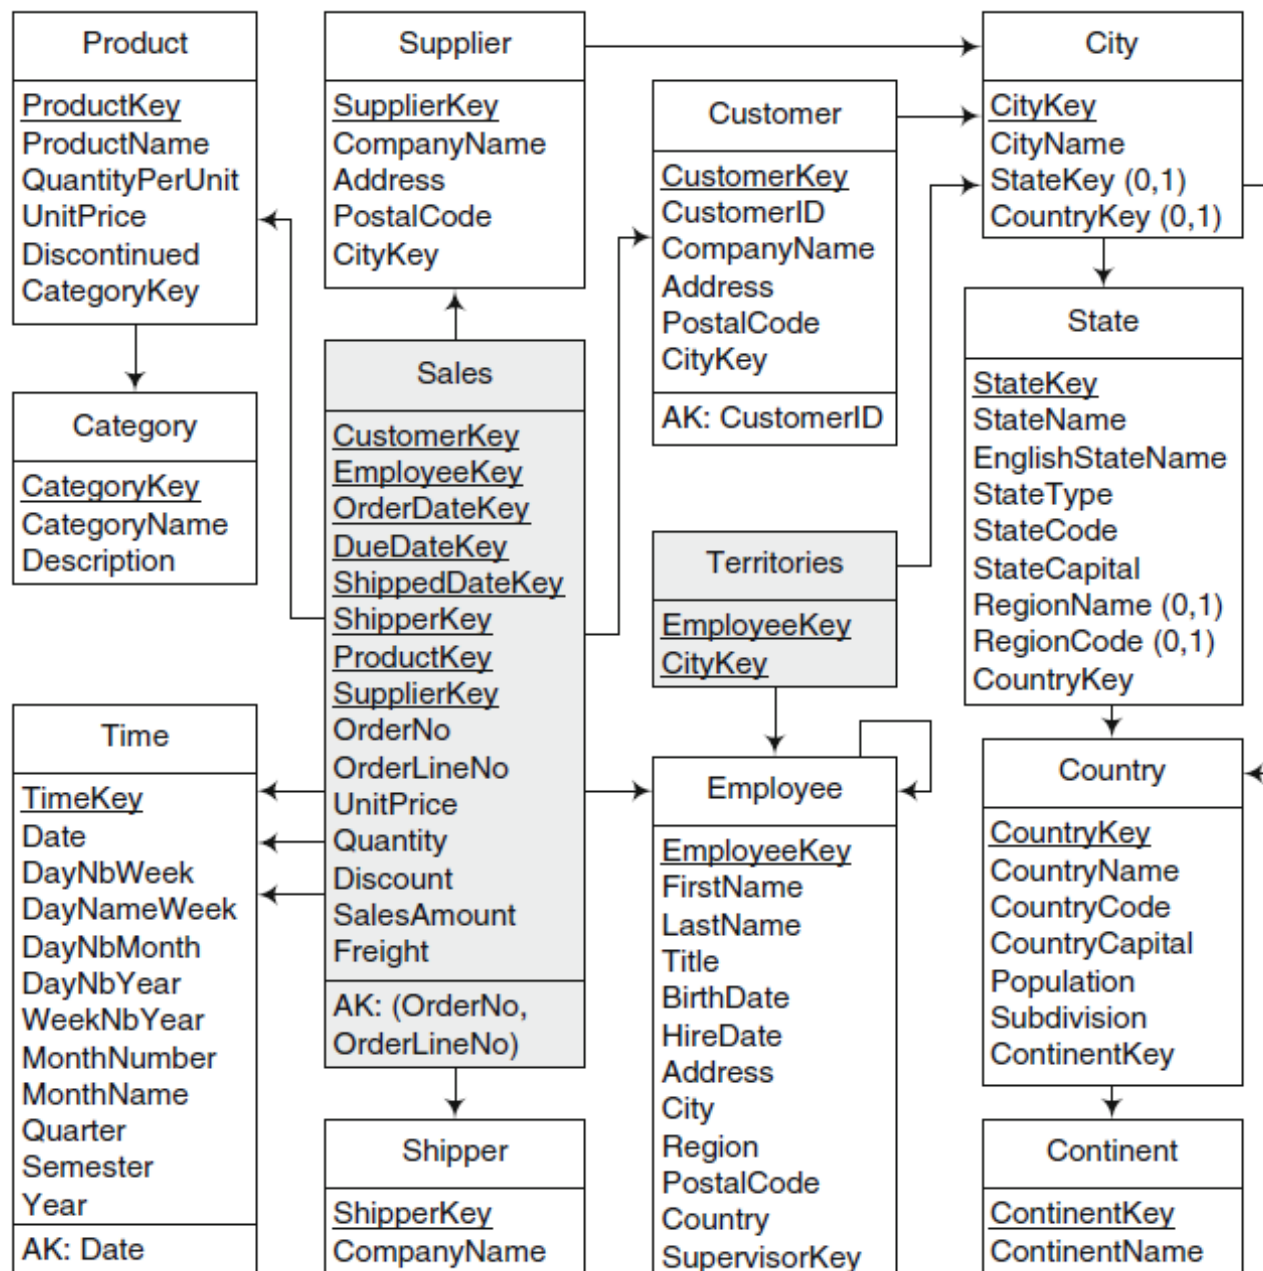 Product
ProductKey
ProductName
QuantityPerUnit
UnitPrice
Discontinued
CategoryKey
Category
CategoryKey
CategoryName
Description
Time
TimeKey
Date
DayNbWeek
DayNameWeek
DayNbMonth
DayNbYear
WeekNbYear
MonthNumber
MonthName
Quarter
Semester
Year
AK: Date
Supplier
SupplierKey
CompanyName
Address
PostalCode
CityKey
Sales
CustomerKey
EmployeeKey
OrderDateKey
DueDateKey
ShippedDateKey
ShipperKey
ProductKey
SupplierKey
OrderNo
OrderLineNo
UnitPrice
Quantity
Discount
SalesAmount
Freight
AK: (OrderNo,
OrderLineNo)
Shipper
ShipperKey
CompanyName
Customer
CustomerKey
CustomerID
CompanyName
Address
PostalCode
CityKey
AK: CustomerID
Territories
EmployeeKey
CityKey
Employee
EmployeeKey
FirstName
LastName
Title
BirthDate
HireDate
Address
City
Region
PostalCode
Country
SupervisorKey
City
CityKey
CityName
StateKey (0,1)
CountryKey (0,1)
State
StateKey
StateName
EnglishStateName
StateType
StateCode
StateCapital
RegionName (0,1)
RegionCode (0,1)
CountryKey
Country
CountryKey
CountryName
CountryCode
CountryCapital
Population
Subdivision
ContinentKey
Continent
ContinentKey
ContinentName